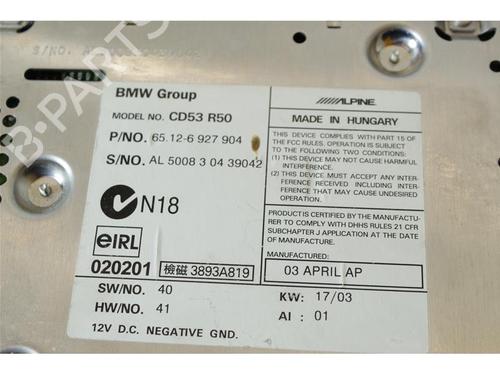 BMW Group
ALPINE
MODEL NO. CD53 R50
MADE IN HUNGARY
P/NO. 65.12-6 927 904
S/NO. AL 5008 3 04 39042
THIS DEVICE COMPLIES WITH PART 15 OF
THE FCC RULES. OPERATION IS SUBJECT
TO THE FOLLOWING TWO CONDITIONS:
(1) THIS DEVICE MAY NOT CAUSE HARMFUL
INTERFERENCE.
(2) THIS DEVICE MUST ACCEPT ANY INTER-
FERENCE RECEIVED INCLUDING INTER-
FERENCE THAT MAY CAUSE UNDESIRED
OPERATION.
N18
PRODUCT IS CERTIFIED BY THE MANUFACTU-
RER TO COMPLY WITH DHHS RULES 21 CFR
SUBCHAPTER J APPLICATION AT THE DATE
OF MANUFACTURE.
eIRL
020201
檢磁 3893A819
MANUFACTURED:
03 APRIL AP
SW/NO. 40
KW: 17/03
HW/NO. 41
AI : 01
12V D.C. NEGATIVE GND.
B-PARTS